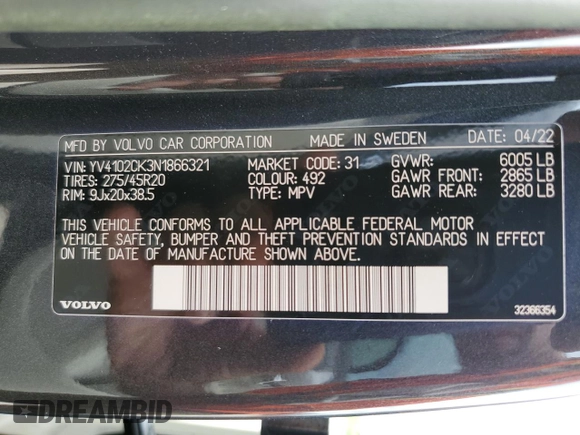 MFD BY VOLVO CAR CORPORATION MADE IN SWEDEN DATE: 04/22
VIN: YV4102CK3N1866321 MARKET CODE: 31 GVWR: 6005 LB
TIRES: 275/45R20 COLOUR: 492 GAWR FRONT: 2865 LB
RIM: 9Jx20x38.5 TYPE: MPV GAWR REAR: 3280 LB
THIS VEHICLE CONFORMS TO ALL APPLICABLE FEDERAL MOTOR
VEHICLE SAFETY, BUMPER AND THEFT PREVENTION STANDARDS IN EFFECT
ON THE DATE OF MANUFACTURE SHOWN ABOVE.
VOLVO
32366354
DREAMBID